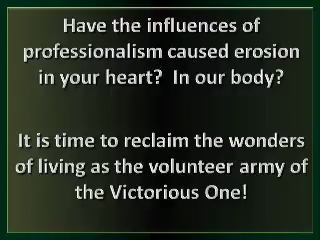 Have the influences of
professionalism caused erosion
in your heart?  In our body?
It is time to reclaim the wonders
of living as the volunteer army of
the Victorious One!